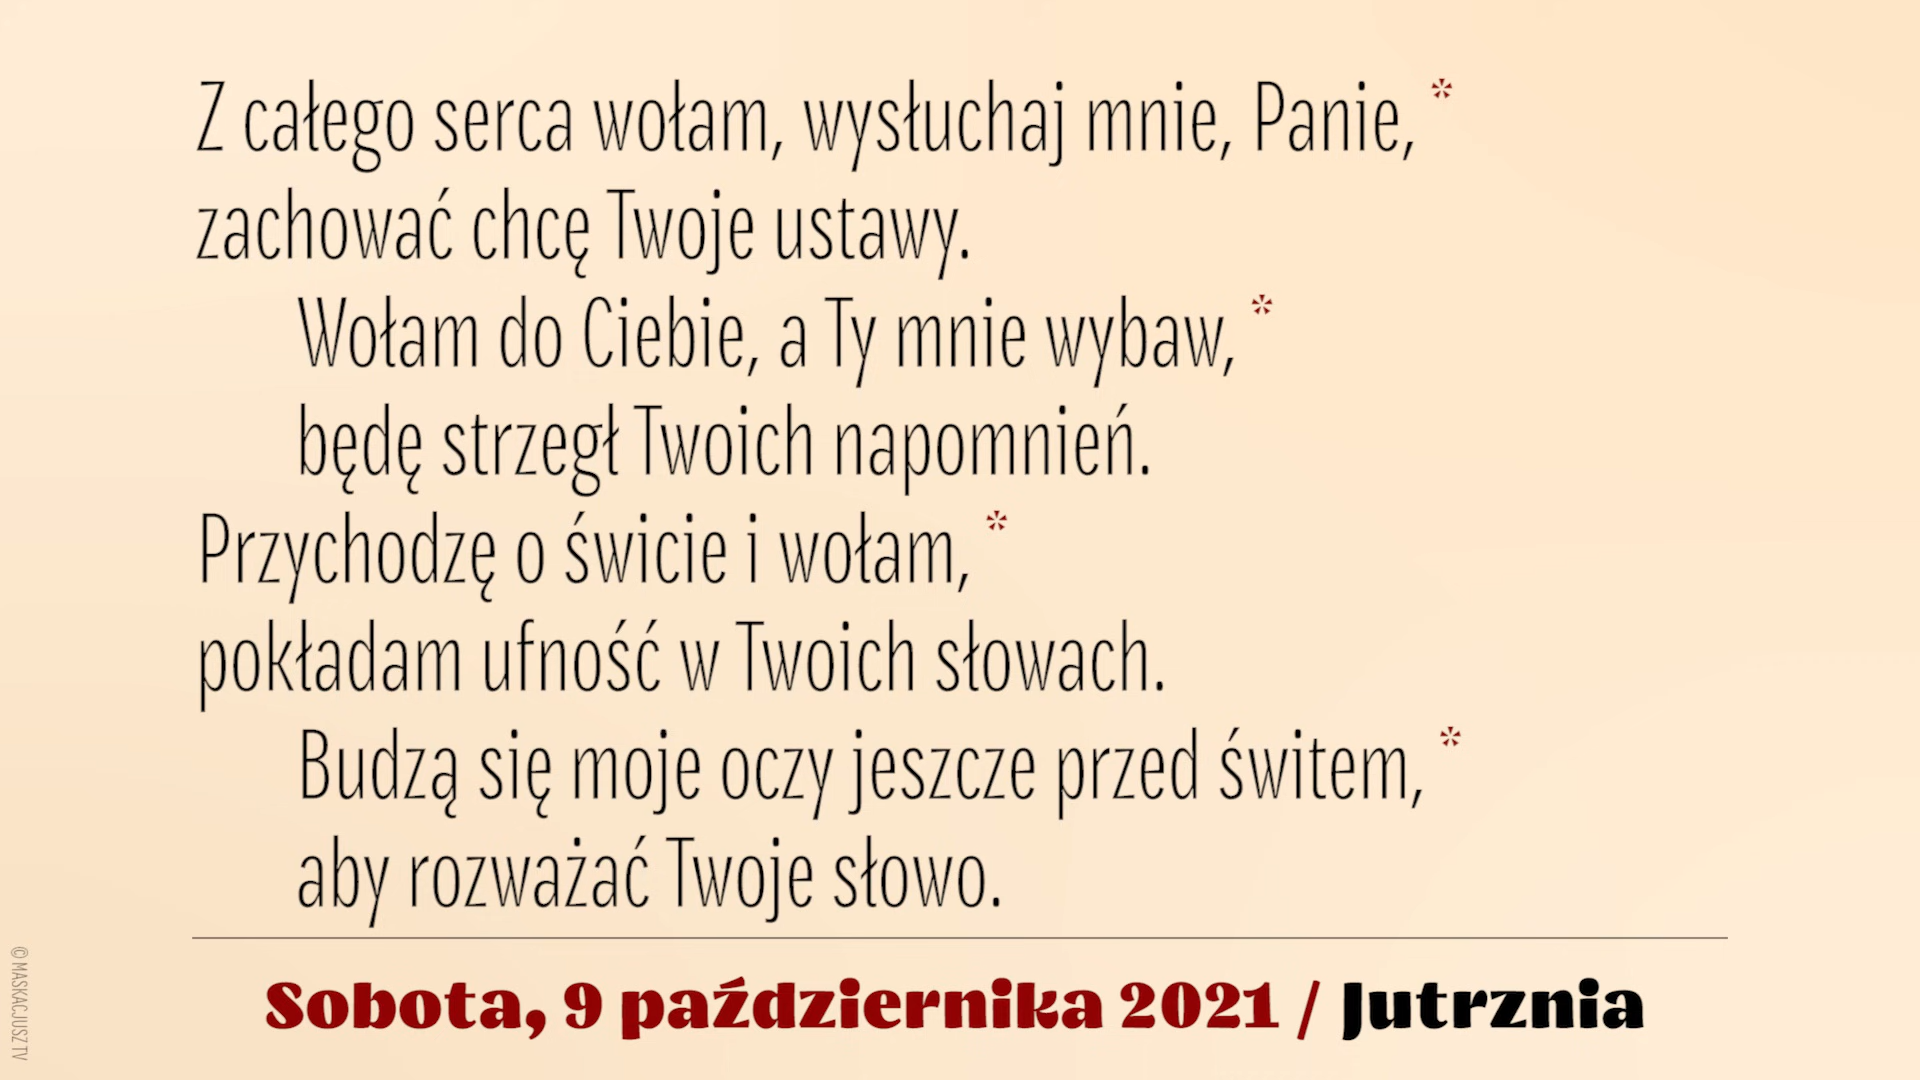 Z całego serca wołam, wysłuchaj mnie, Panie, *
zachować chcę Twoje ustawy.
Wołam do Ciebie, a Ty mnie wybaw, *
będę strzegł Twoich napomnień.
Przychodzę o świcie i wołam, *
pokładam ufność w Twoich słowach.
Budzą się moje oczy jeszcze przed świtem, *
aby rozważać Twoje słowo.
Sobota, 9 października 2021 / Jutrznia
© MASKACJUSZ TV